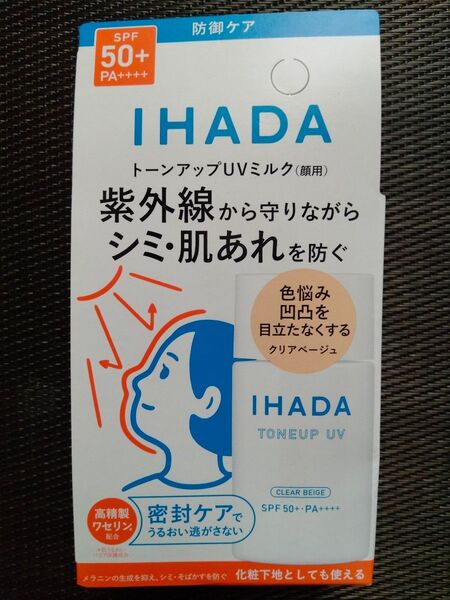 防御ケア
SPF
50+
PA++++
IHADA
トーンアップUVミルク(顔用)
紫外線から守りながら
シミ・肌あれを防ぐ
色悩み
凹凸を
目立たなくする
クリアベージュ
IHADA
TONEUP UV
CLEAR BEIGE
SPF 50+・PA++++
高精製
ワセリン*
配合
密封ケアで
うるおい逃がさない
メラニンの生成を抑え、シミ・そばかすを防ぐ
化粧下地としても使える